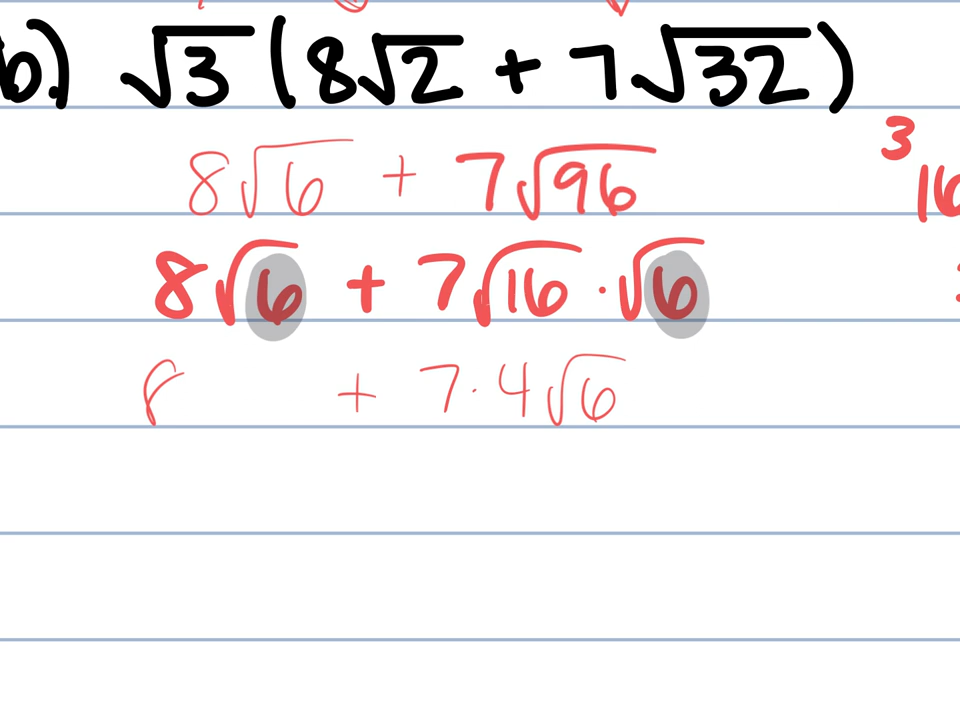 b.) √3 (8√2 + 7√32)
3
8√6 + 7√96
16
8√6 + 7√16 · √6
8 + 7 · 4√6